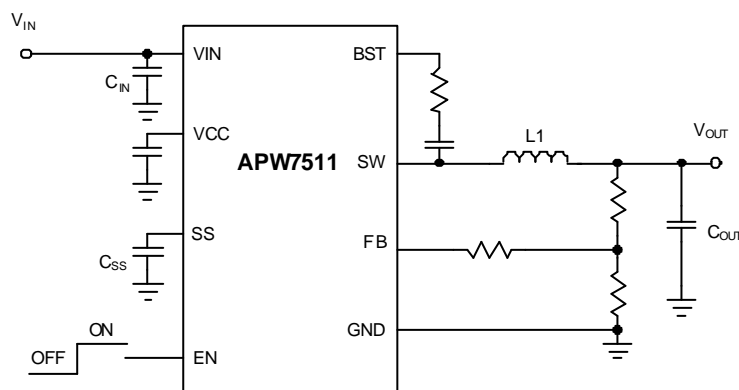 VIN
VIN
BST
CIN
VCC
APW7511
SW
L1
VOUT
SS
CSS
FB
COUT
GND
ON
OFF
EN